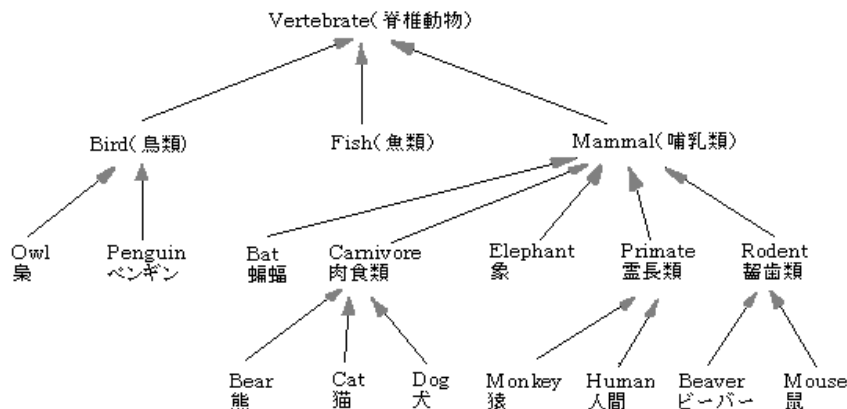 Vertebrate(脊椎動物)
Bird(鳥類)
Fish(魚類)
Mammal(哺乳類)
Owl
梟
Penguin
ペンギン
Bat
蝙蝠
Carnivore
肉食類
Elephant
象
Primate
霊長類
Rodent
齧歯類
Bear
熊
Cat
猫
Dog
犬
Monkey
猿
Human
人間
Beaver
ビーバー
Mouse
鼠